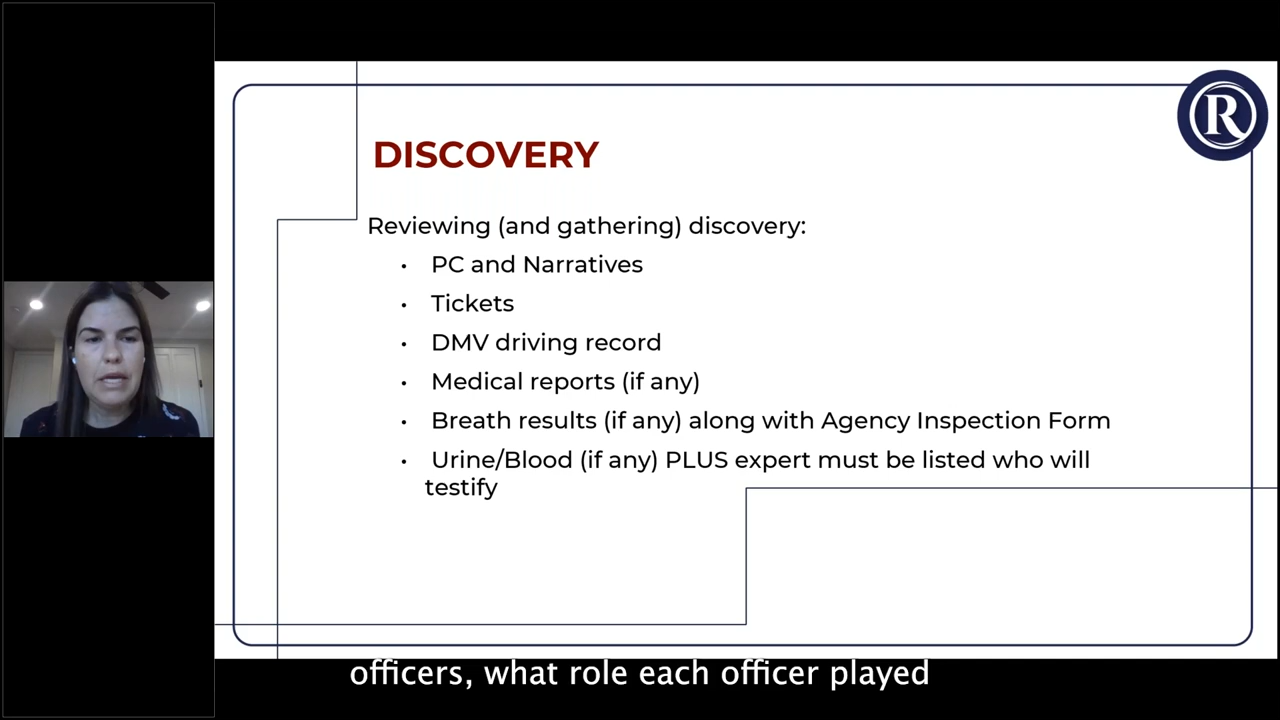 R
DISCOVERY
Reviewing (and gathering) discovery:
• PC and Narratives
• Tickets
• DMV driving record
• Medical reports (if any)
• Breath results (if any) along with Agency Inspection Form
• Urine/Blood (if any) PLUS expert must be listed who will
testify
officers, what role each officer played